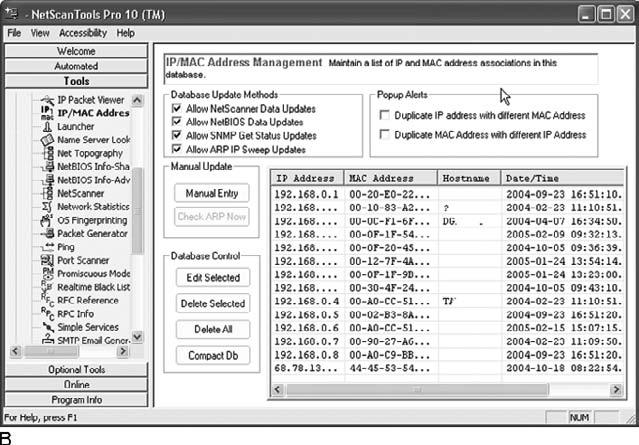 - NetScanTools Pro 10 (TM)
File View Accessibility Help
Welcome
Automated
Tools
IP Packet Viewer
IP/MAC Addres
Launcher
Name Server Look
Net Topography
NetBIOS Info-Sha
NetBIOS Info-Adv
NetScanner
Network Statistics
OS Fingerprinting
Packet Generator
Ping
Port Scanner
Promiscuous Mode
Realtime Black List
RFC Reference
RPC Info
Simple Services
SMTP Email Gener
Optional Tools
Online
Program Info
IP/MAC Address Management Maintain a list of IP and MAC address associations in this
database.
Database Update Methods
Allow NetScanner Data Updates
Allow NetBIOS Data Updates
Allow SNMP Get Status Updates
Allow ARP IP Sweep Updates
Popup Alerts
Duplicate IP address with different MAC Address
Duplicate MAC Address with different IP Address
Manual Update
Manual Entry
Check ARP Now
Database Control
Edit Selected
Delete Selected
Delete All
Compact Db
IP Address MAC Address Hostname Date/Time
192.168.0.1 00-20-E0-22... 2004-09-23 16:51:10.
192.168.... 00-10-83-A2... ? 2004-02-23 11:10:51.
192.168.... 00-0C-F1-6F... DG. . 2004-04-07 16:34:50.
192.168.... 00-0F-1F-54... 2005-02-09 09:32:13.
192.168.... 00-0F-20-45... 2004-10-05 09:36:39.
192.168.... 00-12-7F-4A... 2005-01-24 13:54:14.
192.168.... 00-0F-1F-9D... 2005-01-24 13:23:00.
192.168.... 00-30-4F-24... 2004-10-05 09:43:10.
192.168.0.4 00-A0-CC-51... 2004-02-23 11:10:51.
192.168.0.5 00-02-B3-8A... 2004-09-23 16:51:20.
192.168.0.6 00-A0-CC-51... 2005-02-15 15:07:15.
192.160.0.7 00-90-27-A6... 2004-02-23 11:09:50.
192.168.0.8 00-A0-C9-BB... 2004-09-23 16:51:20.
68.78.13... 44-45-53-54... 2004-10-18 08:22:54.
For Help, press F1
NUM
B